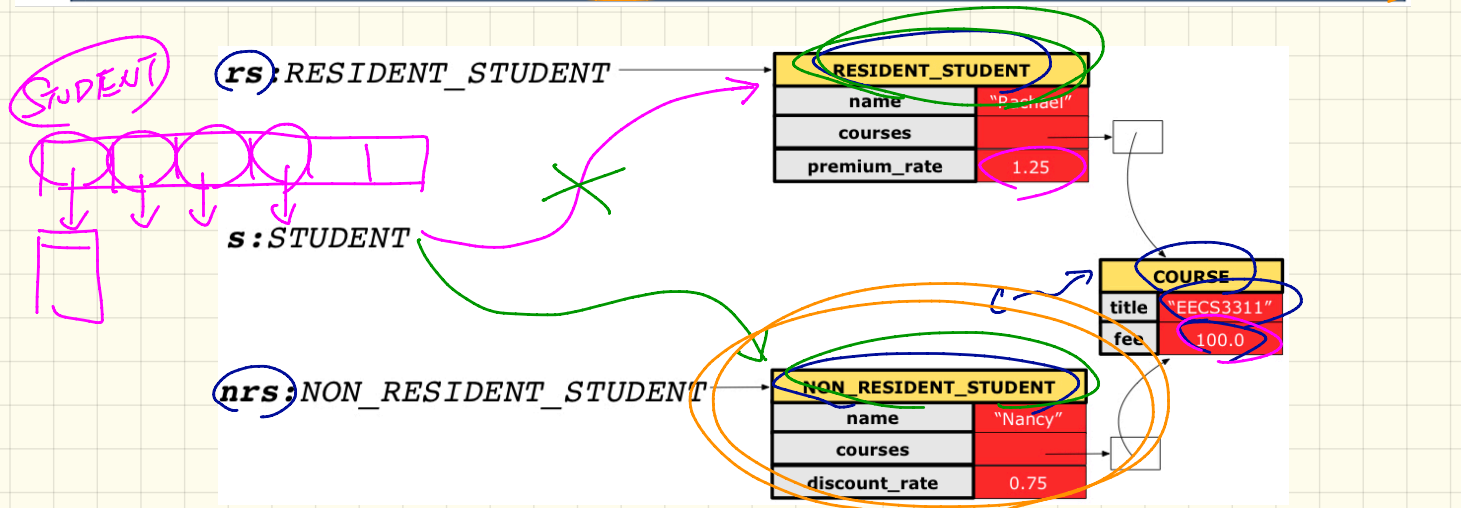 STUDENT
rs:RESIDENT_STUDENT
RESIDENT_STUDENT
name "Rachael"
courses
premium_rate 1.25
s:STUDENT
COURSE
title "EECS3311"
fee 100.0
nrs:NON_RESIDENT_STUDENT
NON_RESIDENT_STUDENT
name "Nancy"
courses
discount_rate 0.75